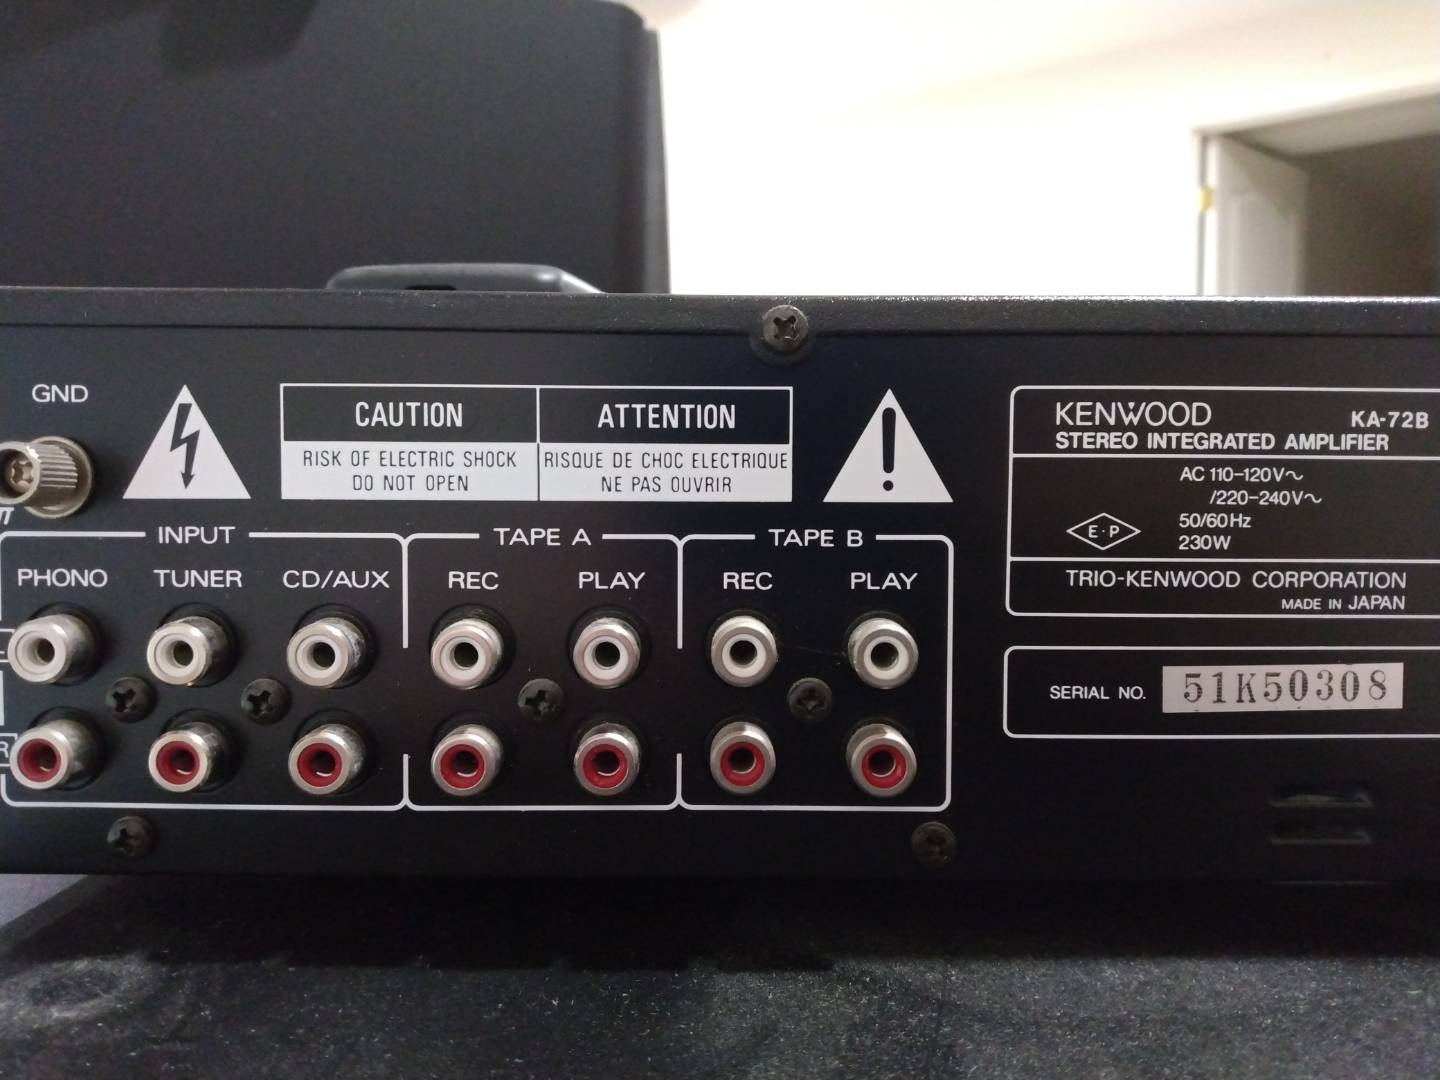 GND
CAUTION
RISK OF ELECTRIC SHOCK
DO NOT OPEN
ATTENTION
RISQUE DE CHOC ELECTRIQUE
NE PAS OUVRIR
INPUT
PHONO TUNER CD/AUX
TAPE A
REC PLAY
TAPE B
REC PLAY
R
KENWOOD KA-72B
STEREO INTEGRATED AMPLIFIER
AC 110-120V~
/220-240V~
50/60Hz
230W
E·P
TRIO-KENWOOD CORPORATION
MADE IN JAPAN
SERIAL NO. 51K50308